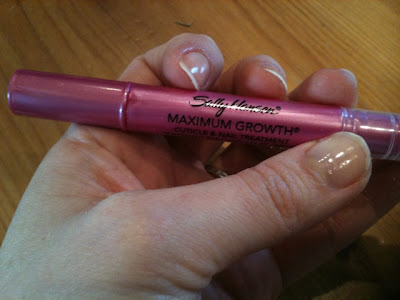 Sally Hansen®
MAXIMUM GROWTH®
CUTICLE & NAIL TREATMENT